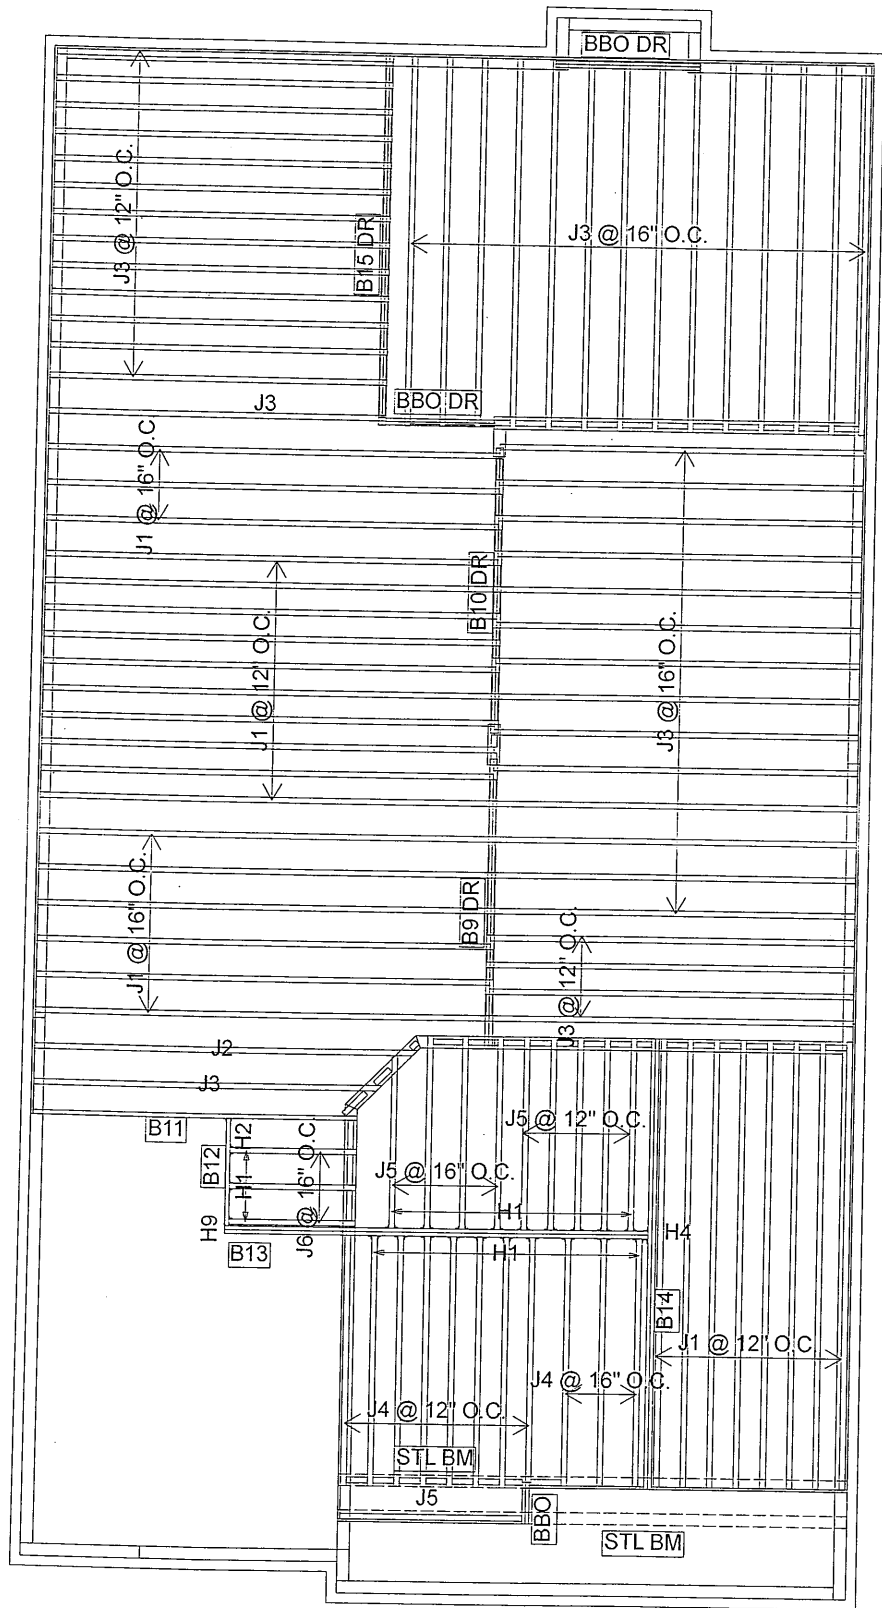 BBO DR
J3 @ 12" O.C.
B15 DR
J3 @ 16" O.C.
BBO DR
J3
J1 @ 16" O.C.
B10 DR
J1 @ 12" O.C.
J3 @ 16" O.C.
J1 @ 16" O.C.
B9 DR
J3 @ 12" O.C.
J2
J3
B11
H2
J5 @ 12" O.C.
B12
H1
J6 @ 16" O.C.
J5 @ 16" O.C.
H1
H9
B13
H1
H4
B14
J1 @ 12" O.C.
J4 @ 16" O.C.
J4 @ 12" O.C.
STL BM
J5
BBO
STL BM